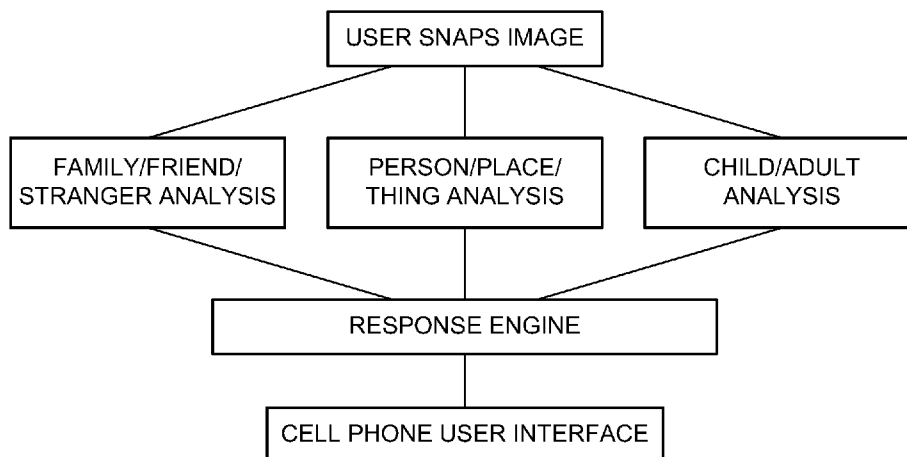 USER SNAPS IMAGE
FAMILY/FRIEND/
STRANGER ANALYSIS
PERSON/PLACE/
THING ANALYSIS
CHILD/ADULT
ANALYSIS
RESPONSE ENGINE
CELL PHONE USER INTERFACE